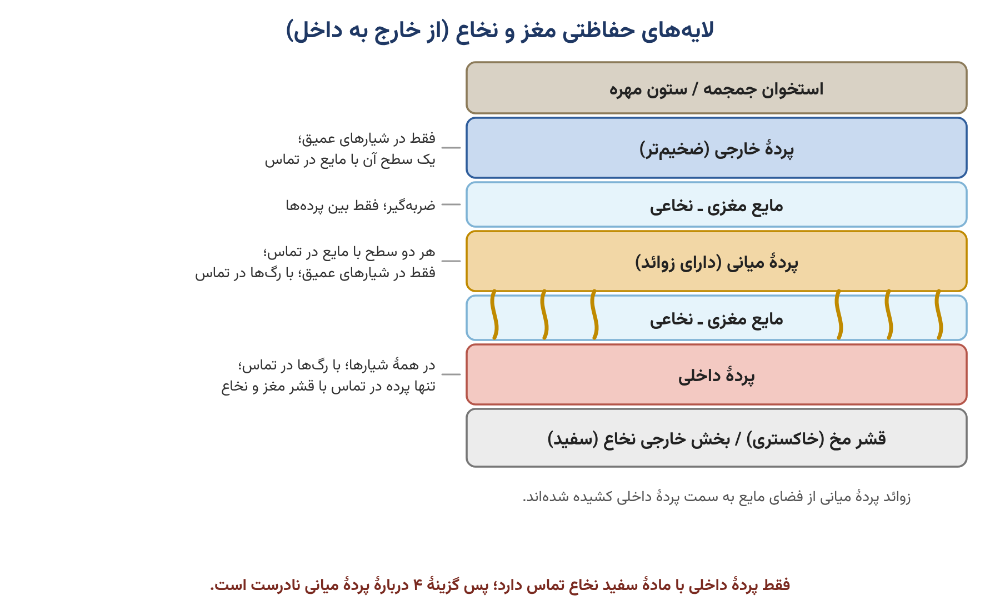 لایه‌های حفاظتی مغز و نخاع (از خارج به داخل)
استخوان جمجمه / ستون مهره
پردهٔ خارجی (ضخیم‌تر)
فقط در شیارهای عمیق؛
یک سطح آن با مایع در تماس
مایع مغزی ـ نخاعی
ضربه‌گیر؛ فقط بین پرده‌ها
پردهٔ میانی (دارای زوائد)
هر دو سطح با مایع در تماس؛
فقط در شیارهای عمیق؛ با رگ‌ها در تماس
مایع مغزی ـ نخاعی
پردهٔ داخلی
در همهٔ شیارها؛ با رگ‌ها در تماس؛
تنها پرده در تماس با قشر مغز و نخاع
قشر مخ (خاکستری) / بخش خارجی نخاع (سفید)
زوائد پردهٔ میانی از فضای مایع به سمت پردهٔ داخلی کشیده شده‌اند.
فقط پردهٔ داخلی با مادهٔ سفید نخاع تماس دارد؛ پس گزینهٔ ۴ دربارهٔ پردهٔ میانی نادرست است.